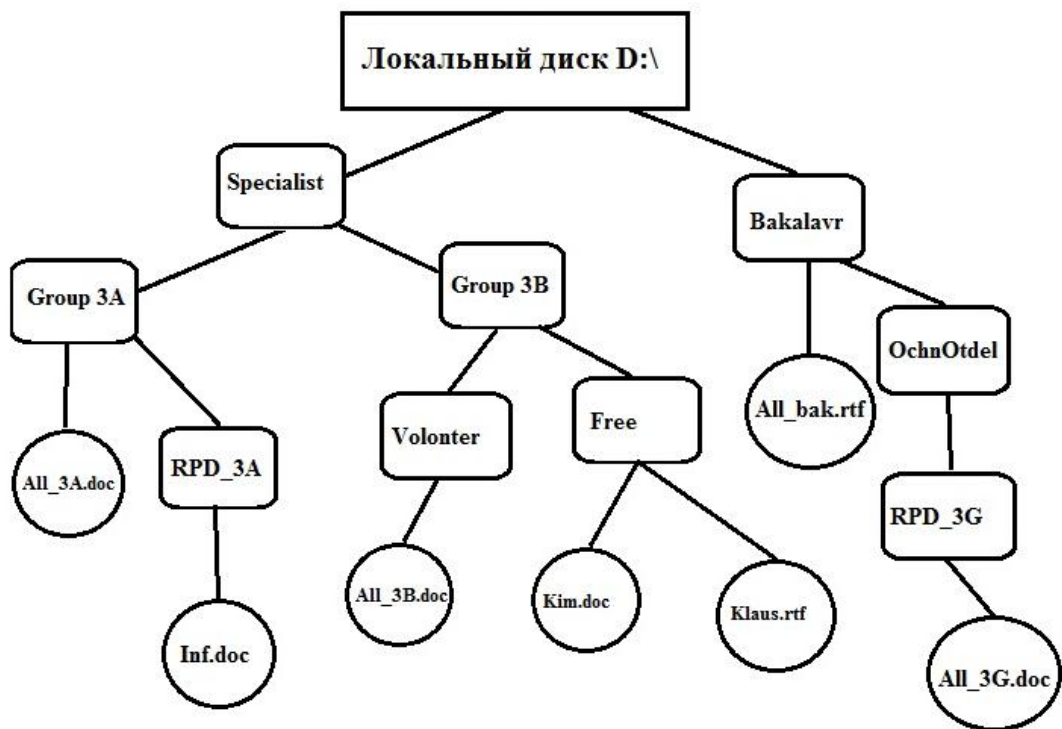 Локальный диск D:\
Specialist
Bakalavr
Group 3A
Group 3B
OchnOtdel
All_bak.rtf
Volonter
Free
RPD_3A
All_3A.doc
RPD_3G
All_3B.doc
Kim.doc
Klaus.rtf
Inf.doc
All_3G.doc